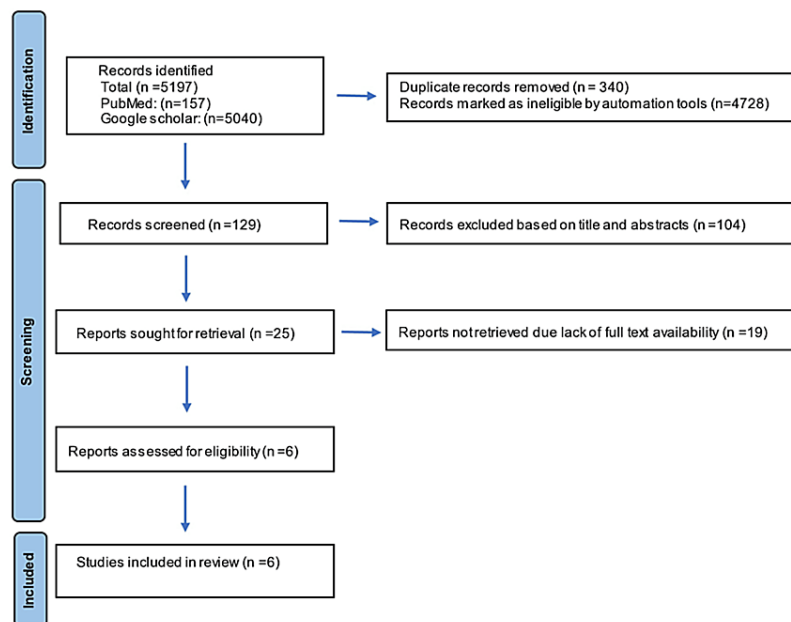 Identification
Records identified
Total (n =5197)
PubMed: (n=157)
Google scholar: (n=5040)
Duplicate records removed (n = 340)
Records marked as ineligible by automation tools (n=4728)
Screening
Records screened (n =129)
Records excluded based on title and abstracts (n =104)
Reports sought for retrieval (n =25)
Reports not retrieved due lack of full text availability (n =19)
Reports assessed for eligibility (n =6)
Included
Studies included in review (n =6)